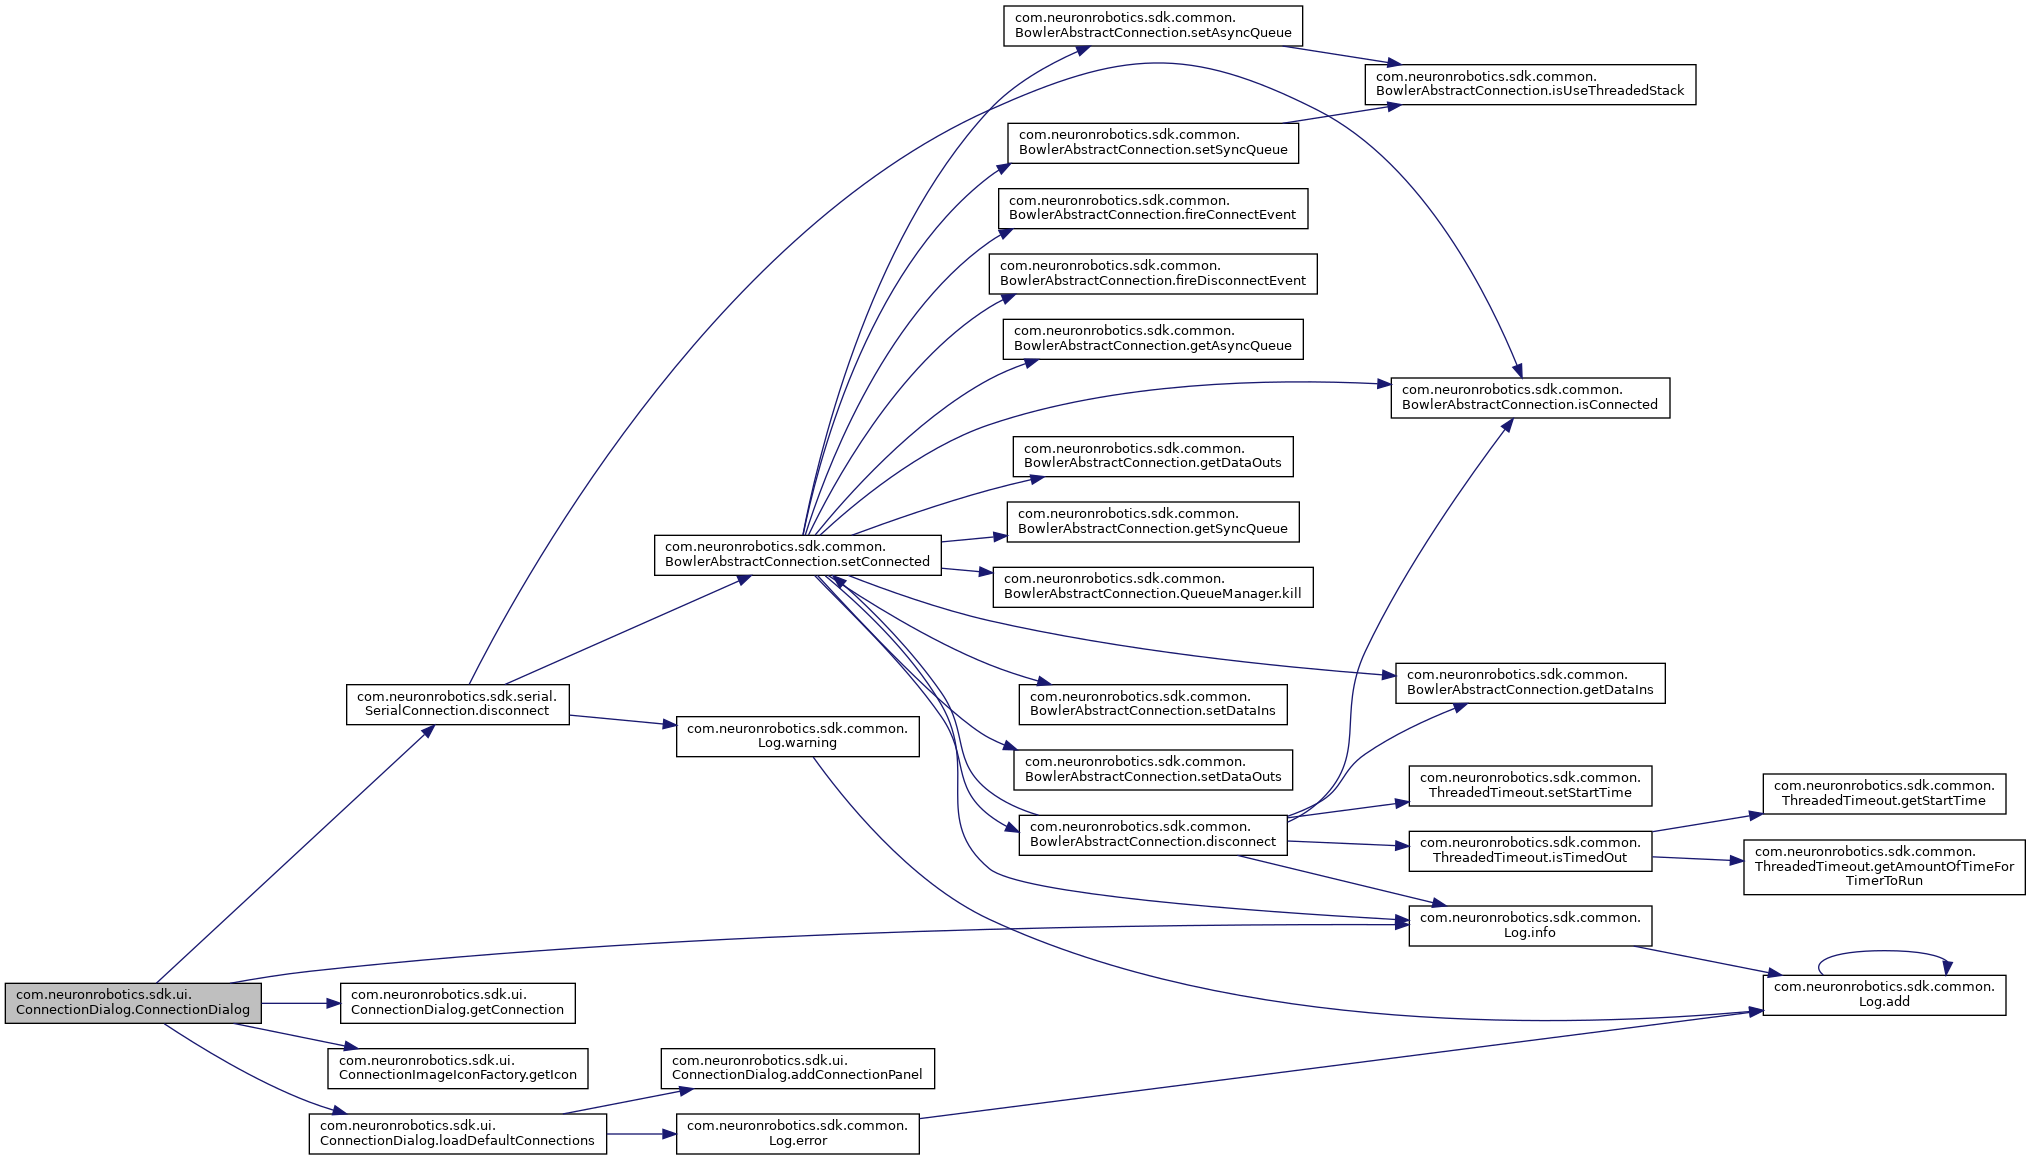 com.neuronrobotics.sdk.common.
BowlerAbstractConnection.setAsyncQueue
com.neuronrobotics.sdk.common.
BowlerAbstractConnection.isUseThreadedStack
com.neuronrobotics.sdk.common.
BowlerAbstractConnection.setSyncQueue
com.neuronrobotics.sdk.common.
BowlerAbstractConnection.fireConnectEvent
com.neuronrobotics.sdk.common.
BowlerAbstractConnection.fireDisconnectEvent
com.neuronrobotics.sdk.common.
BowlerAbstractConnection.getAsyncQueue
com.neuronrobotics.sdk.common.
BowlerAbstractConnection.isConnected
com.neuronrobotics.sdk.common.
BowlerAbstractConnection.getDataOuts
com.neuronrobotics.sdk.common.
BowlerAbstractConnection.getSyncQueue
com.neuronrobotics.sdk.common.
BowlerAbstractConnection.setConnected
com.neuronrobotics.sdk.common.
BowlerAbstractConnection.QueueManager.kill
com.neuronrobotics.sdk.common.
BowlerAbstractConnection.getDataIns
com.neuronrobotics.sdk.serial.
SerialConnection.disconnect
com.neuronrobotics.sdk.common.
BowlerAbstractConnection.setDataIns
com.neuronrobotics.sdk.common.
Log.warning
com.neuronrobotics.sdk.common.
BowlerAbstractConnection.setDataOuts
com.neuronrobotics.sdk.common.
ThreadedTimeout.setStartTime
com.neuronrobotics.sdk.common.
ThreadedTimeout.getStartTime
com.neuronrobotics.sdk.common.
BowlerAbstractConnection.disconnect
com.neuronrobotics.sdk.common.
ThreadedTimeout.isTimedOut
com.neuronrobotics.sdk.common.
ThreadedTimeout.getAmountOfTimeFor
TimerToRun
com.neuronrobotics.sdk.common.
Log.info
com.neuronrobotics.sdk.common.
Log.add
com.neuronrobotics.sdk.ui.
ConnectionDialog.ConnectionDialog
com.neuronrobotics.sdk.ui.
ConnectionDialog.getConnection
com.neuronrobotics.sdk.ui.
ConnectionImageIconFactory.getIcon
com.neuronrobotics.sdk.ui.
ConnectionDialog.addConnectionPanel
com.neuronrobotics.sdk.ui.
ConnectionDialog.loadDefaultConnections
com.neuronrobotics.sdk.common.
Log.error